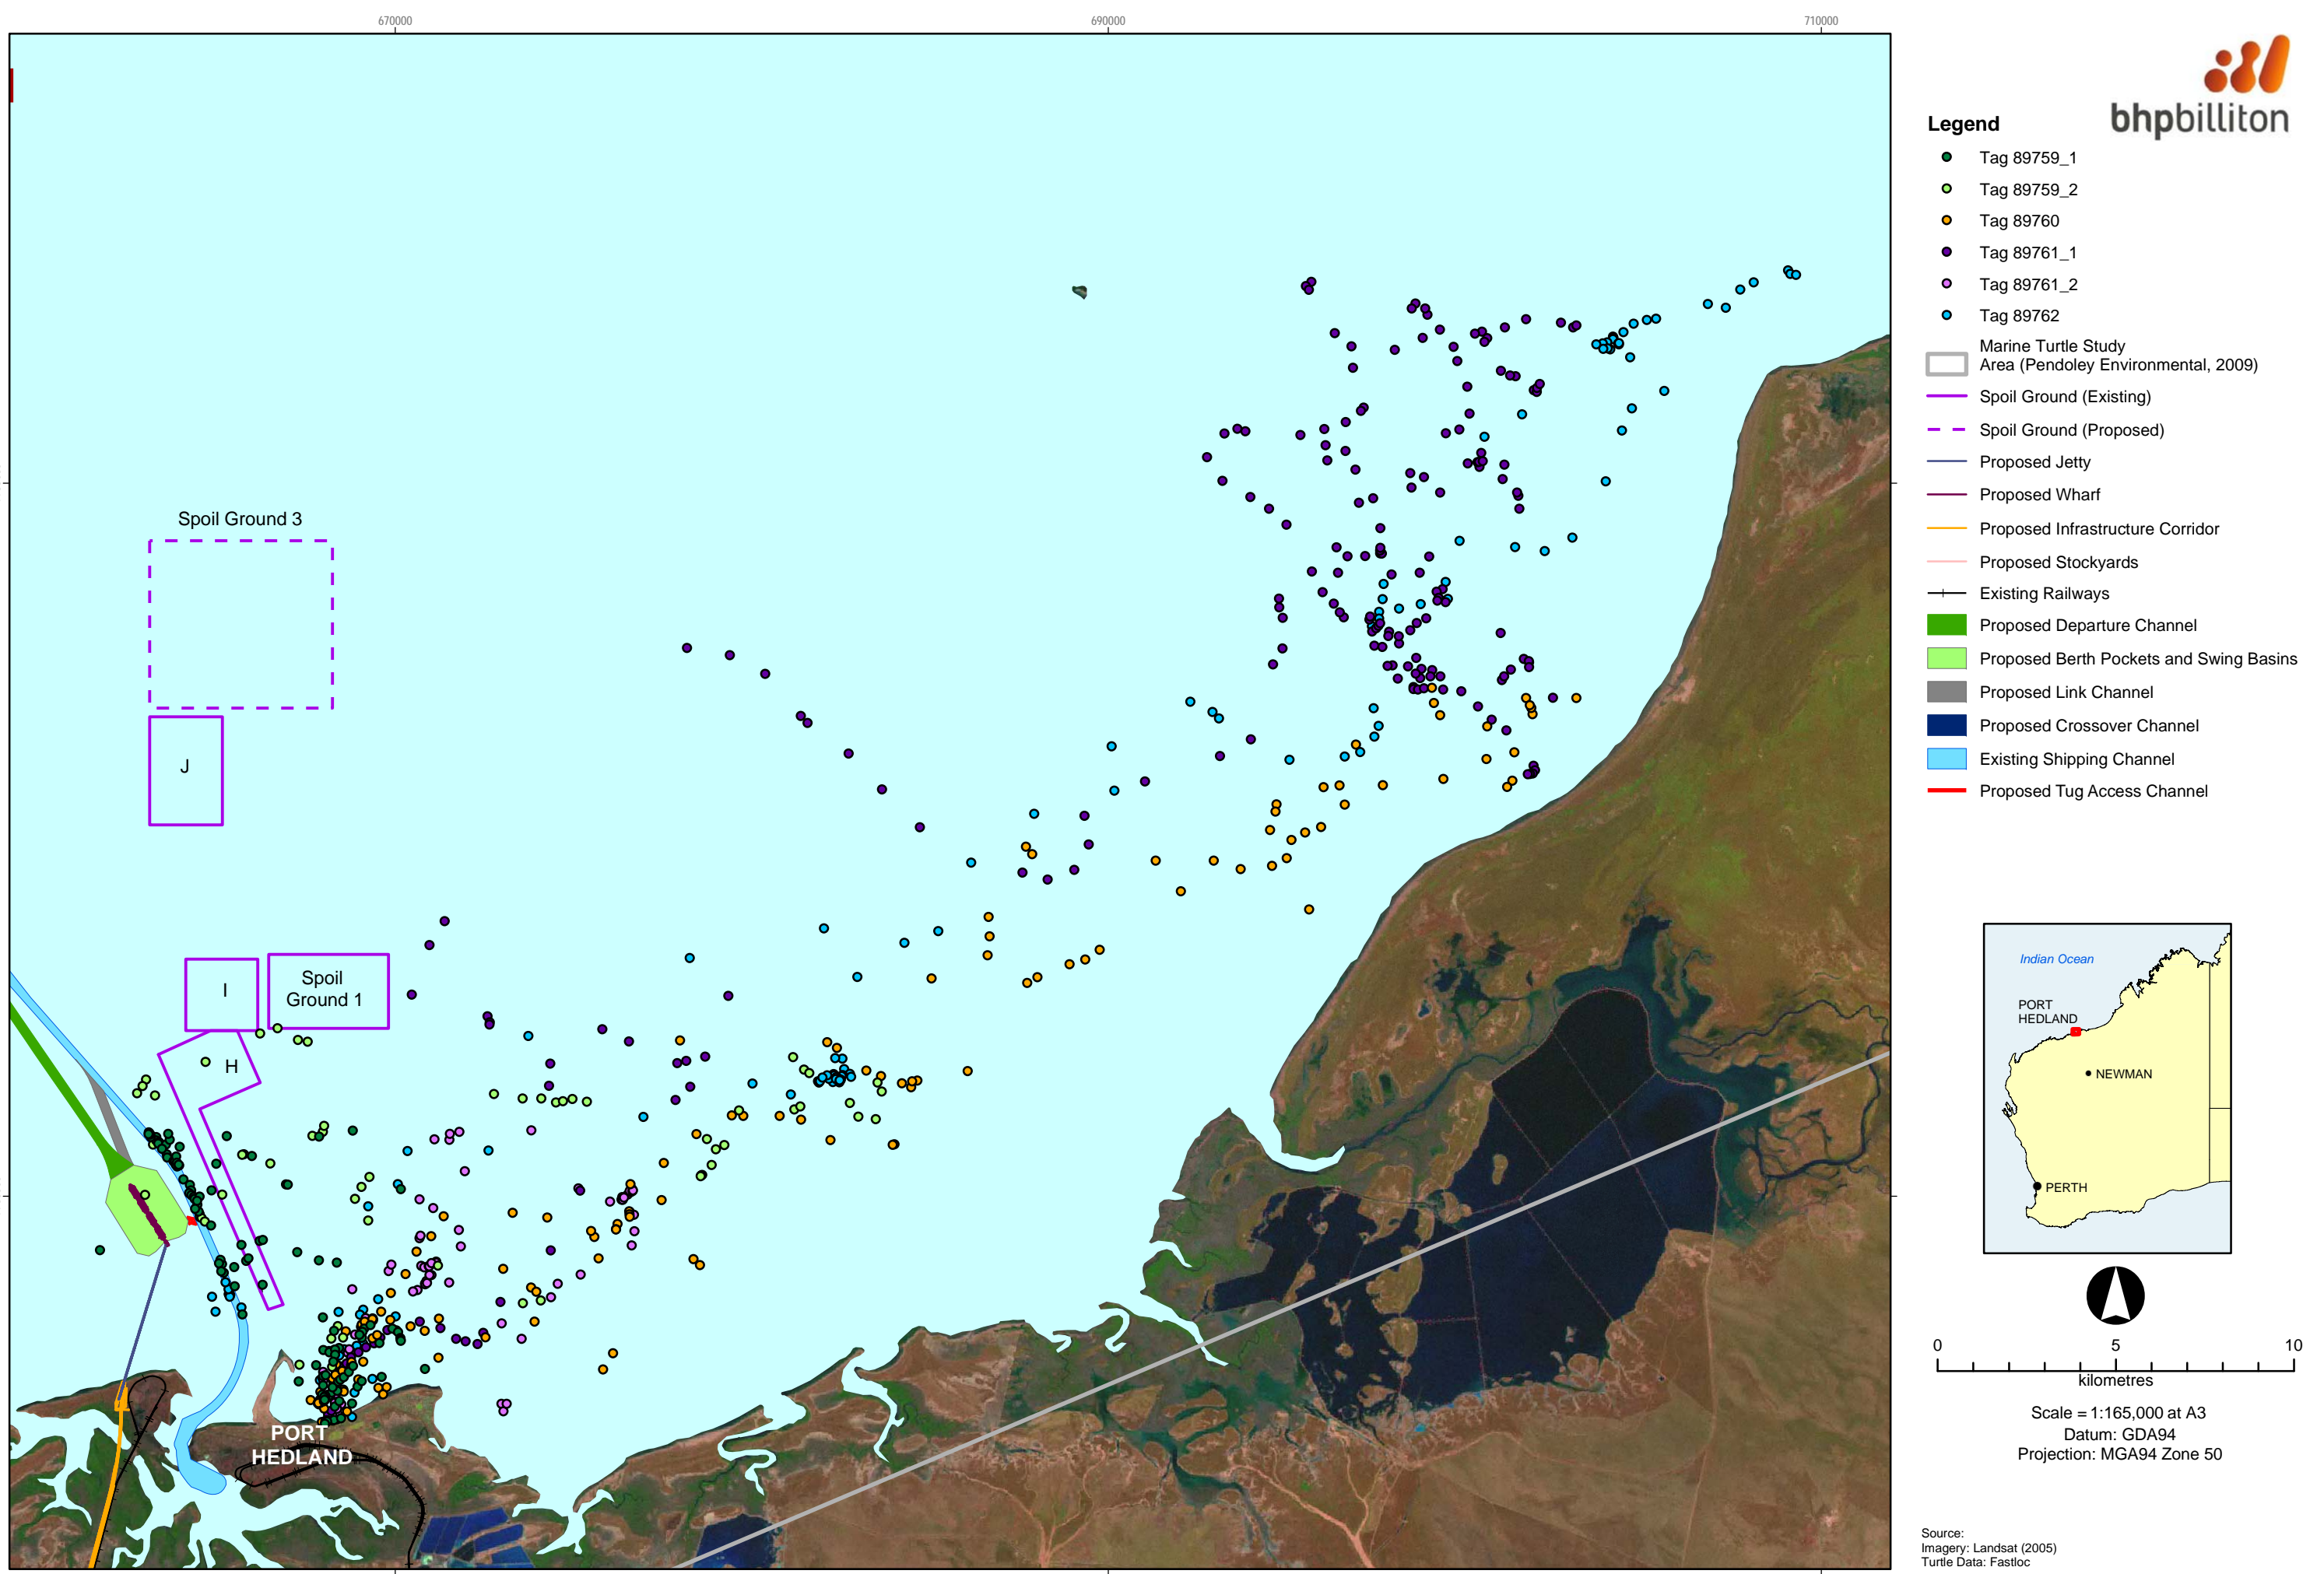 670000
690000
710000
bhpbilliton
Legend
Tag 89759_1
Tag 89759_2
Tag 89760
Tag 89761_1
Tag 89761_2
Tag 89762
Marine Turtle Study
Area (Pendoley Environmental, 2009)
Spoil Ground (Existing)
Spoil Ground (Proposed)
Proposed Jetty
Proposed Wharf
Proposed Infrastructure Corridor
Proposed Stockyards
Existing Railways
Proposed Departure Channel
Proposed Berth Pockets and Swing Basins
Proposed Link Channel
Proposed Crossover Channel
Existing Shipping Channel
Proposed Tug Access Channel
Spoil Ground 3
J
I
Spoil
Ground 1
H
PORT
HEDLAND
Indian Ocean
PORT
HEDLAND
NEWMAN
PERTH
0 5 10
kilometres
Scale = 1:165,000 at A3
Datum: GDA94
Projection: MGA94 Zone 50
Source:
Imagery: Landsat (2005)
Turtle Data: Fastloc